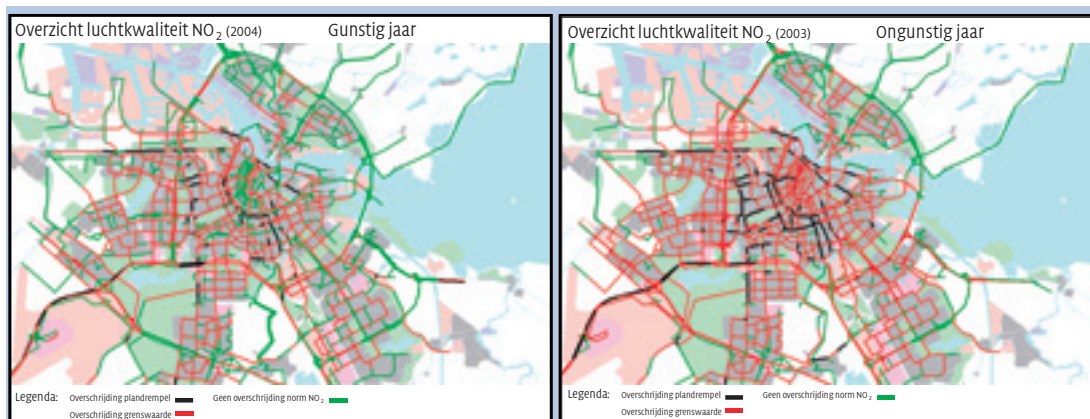 Overzicht luchtkwaliteit NO₂ (2004) Gunstig jaar
Legenda: Overschrijding plandrempel Geen overschrijding norm NO₂
Overschrijding grenswaarde
Overzicht luchtkwaliteit NO₂ (2003) Ongunstig jaar
Legenda: Overschrijding plandrempel Geen overschrijding norm NO₂
Overschrijding grenswaarde